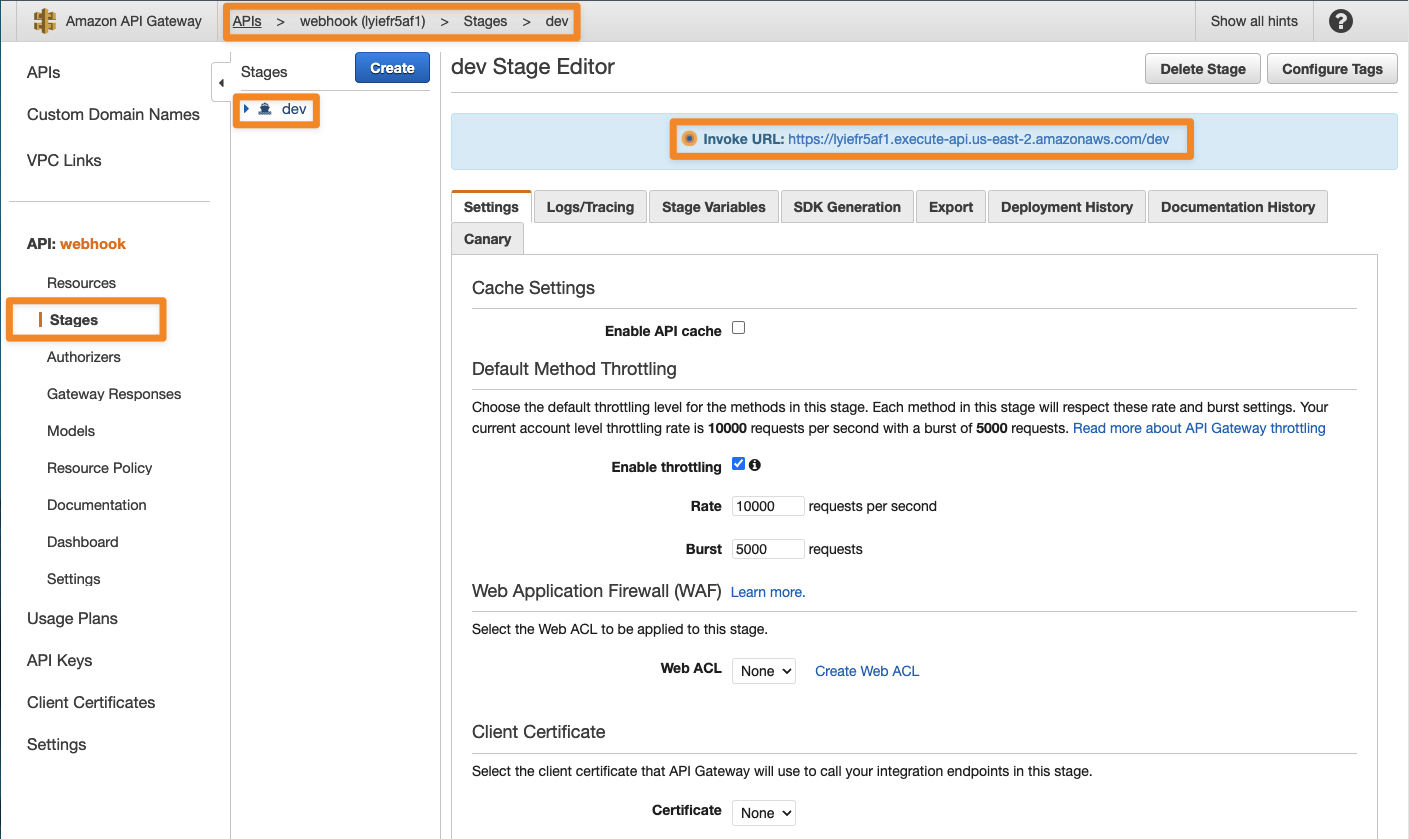 Amazon API Gateway
APIs > webhook (lyiefr5af1) > Stages > dev
Show all hints
?
APIs
Custom Domain Names
VPC Links
API: webhook
Resources
Stages
Authorizers
Gateway Responses
Models
Resource Policy
Documentation
Dashboard
Settings
Usage Plans
API Keys
Client Certificates
Settings
Stages
Create
dev
dev Stage Editor
Delete Stage
Configure Tags
Invoke URL: https://lyiefr5af1.execute-api.us-east-2.amazonaws.com/dev
Settings
Logs/Tracing
Stage Variables
SDK Generation
Export
Deployment History
Documentation History
Canary
Cache Settings
Enable API cache
Default Method Throttling
Choose the default throttling level for the methods in this stage. Each method in this stage will respect these rate and burst settings. Your
current account level throttling rate is 10000 requests per second with a burst of 5000 requests. Read more about API Gateway throttling
Enable throttling
Rate 10000 requests per second
Burst 5000 requests
Web Application Firewall (WAF) Learn more.
Select the Web ACL to be applied to this stage.
Web ACL None Create Web ACL
Client Certificate
Select the client certificate that API Gateway will use to call your integration endpoints in this stage.
Certificate None